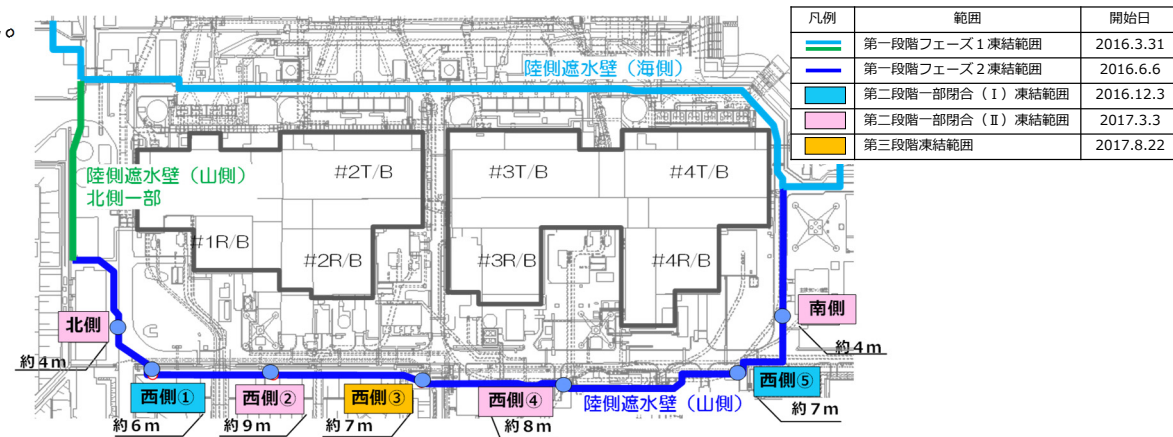 。
凡例 範囲 開始日
第一段階フェーズ1凍結範囲 2016.3.31
第一段階フェーズ2凍結範囲 2016.6.6
第二段階一部閉合（Ⅰ）凍結範囲 2016.12.3
第二段階一部閉合（Ⅱ）凍結範囲 2017.3.3
第三段階凍結範囲 2017.8.22
陸側遮水壁（海側）
陸側遮水壁（山側）
北側一部
#2T/B
#3T/B
#4T/B
#1R/B
#2R/B
#3R/B
#4R/B
北側
約4m
南側
約4m
西側①
約6m
西側②
約9m
西側③
約7m
西側④
約8m
陸側遮水壁（山側）
西側⑤
約7m